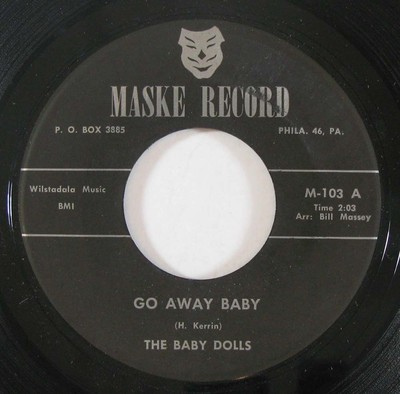 MASKE RECORD
P. O. BOX 3885
PHILA. 46, PA.
Wilstadola Music
BMI
M-103 A
Time 2:03
Arr: Bill Massey
GO AWAY BABY
(H. Kerrin)
THE BABY DOLLS